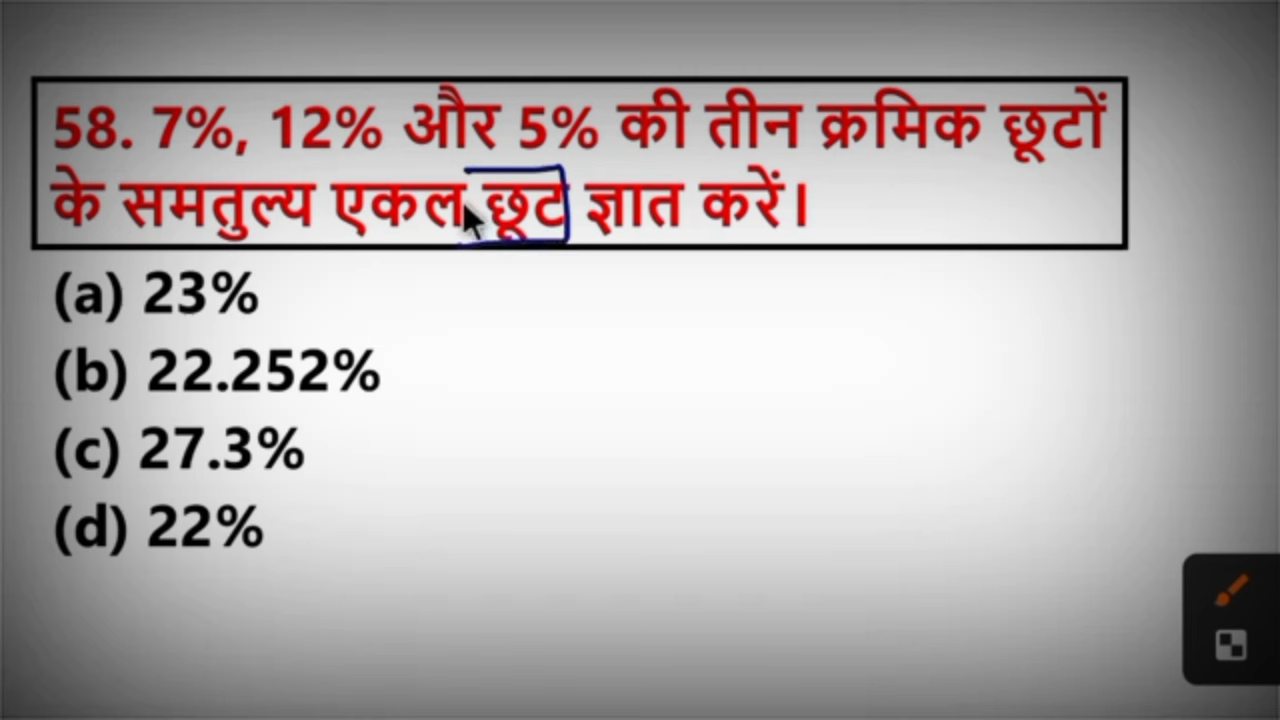 58. 7%, 12% और 5% की तीन क्रमिक छूटों
के समतुल्य एकल छूट ज्ञात करें।
(a) 23%
(b) 22.252%
(c) 27.3%
(d) 22%